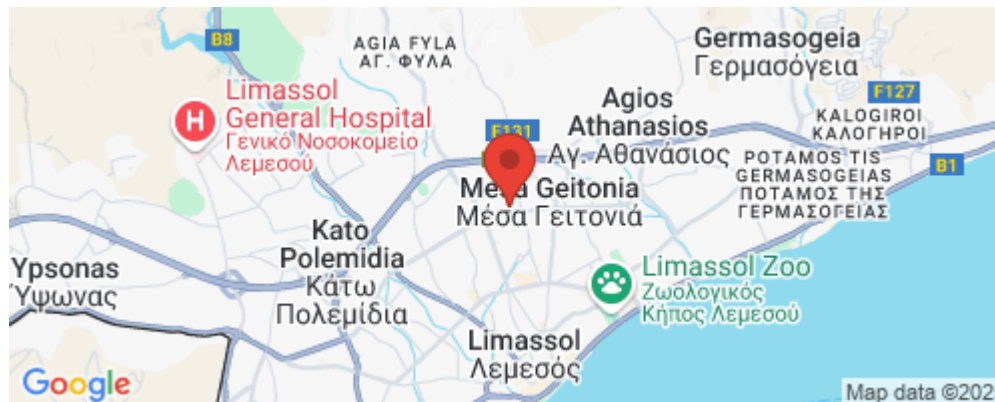 B8
AGIA FYLA
ΑΓ. ΦΥΛΑ
Germasogeia
Γερμασόγεια
F127
Limassol
General Hospital
Γενικό Νοσοκομείο
Λεμεσού
H
F131
Agios
Athanasios
Αγ. Αθανάσιος
KALOGIROI
ΚΑΛΟΓΗΡΟΙ
B1
POTAMOS TIS
GERMASOGEIAS
ΠΟΤΑΜΟΣ ΤΗΣ
ΓΕΡΜΑΣΟΓΕΙΑΣ
Mesa Geitonia
Μέσα Γειτονιά
Kato
Polemidia
Κάτω
Πολεμίδια
Ypsonas
Ύψωνας
Limassol Zoo
Ζωολογικός
Κήπος Λεμεσού
Limassol
Λεμεσός
Google
Map data ©202